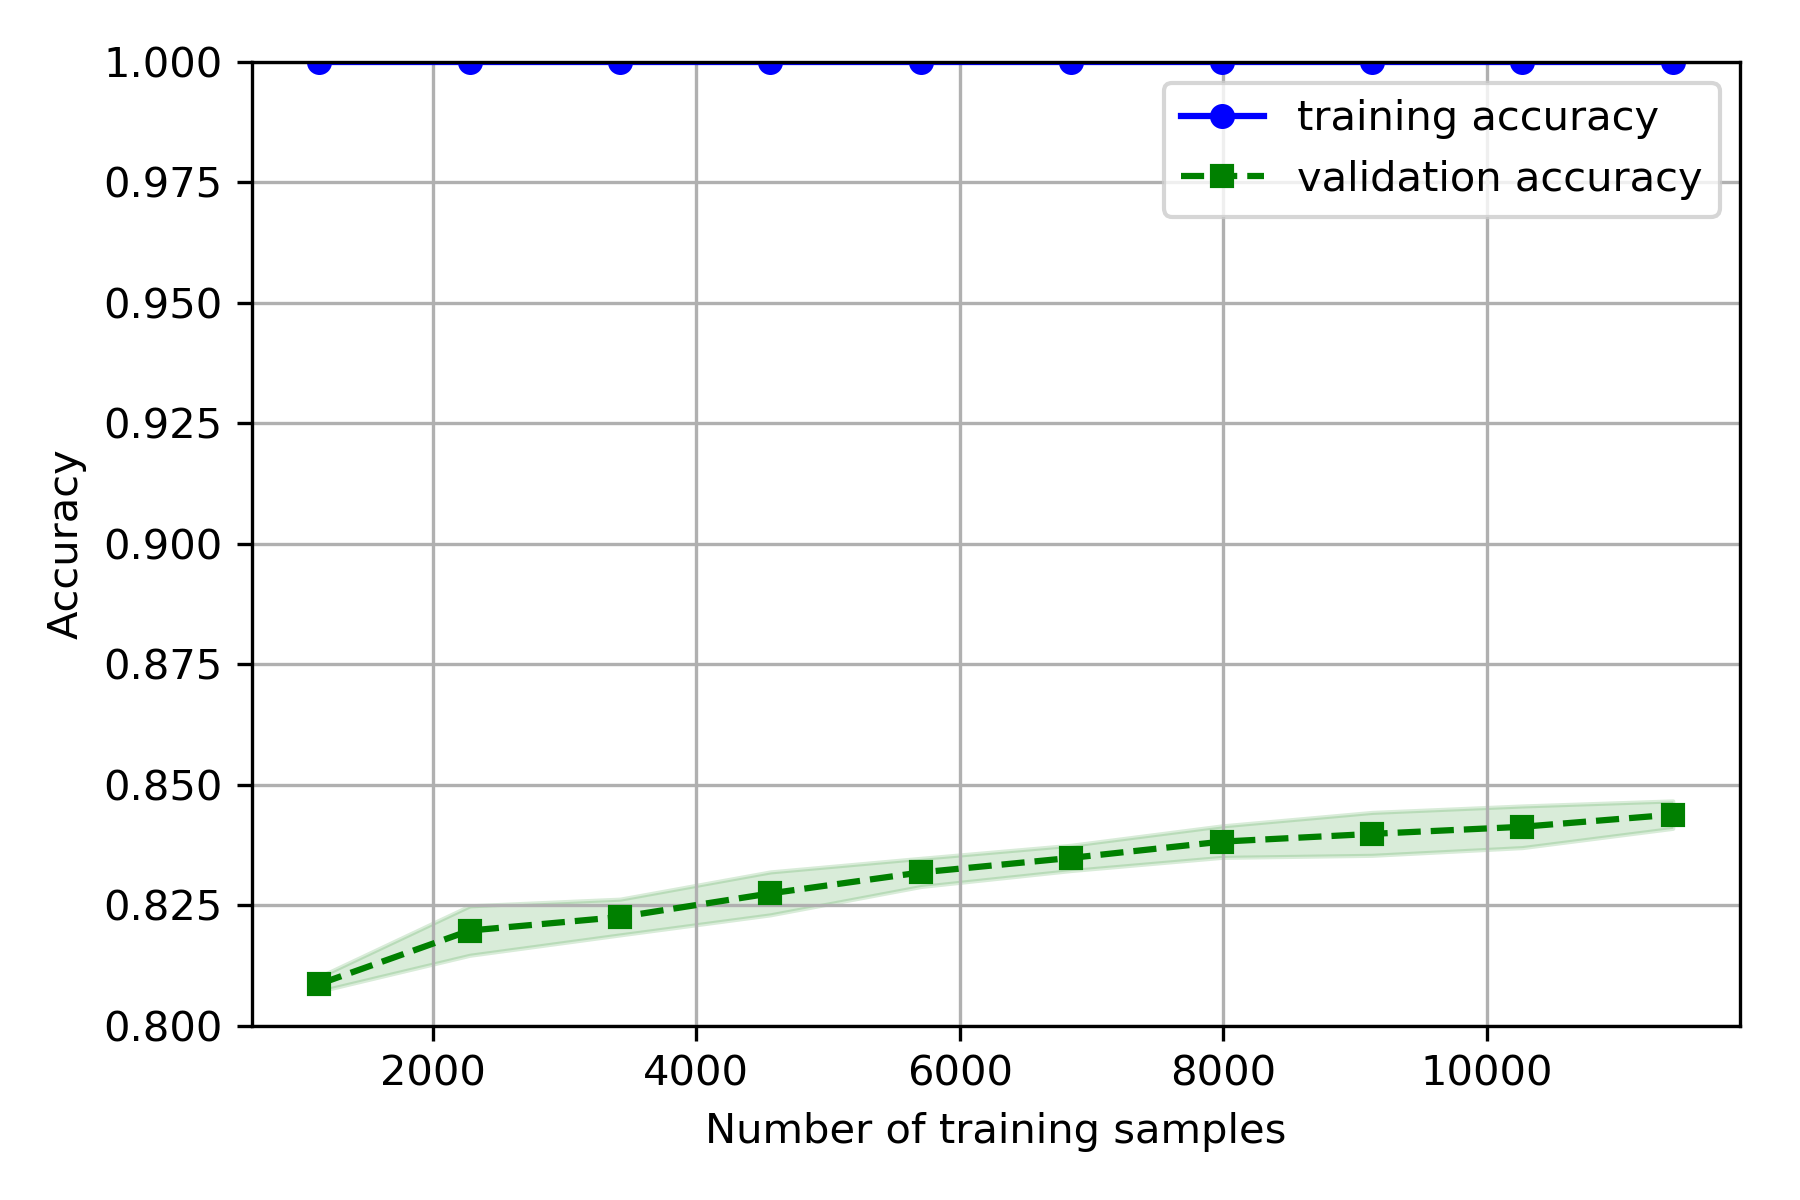 1.000
0.975
0.950
0.925
0.900
0.875
0.850
0.825
0.800
Accuracy
training accuracy
validation accuracy
2000 4000 6000 8000 10000
Number of training samples